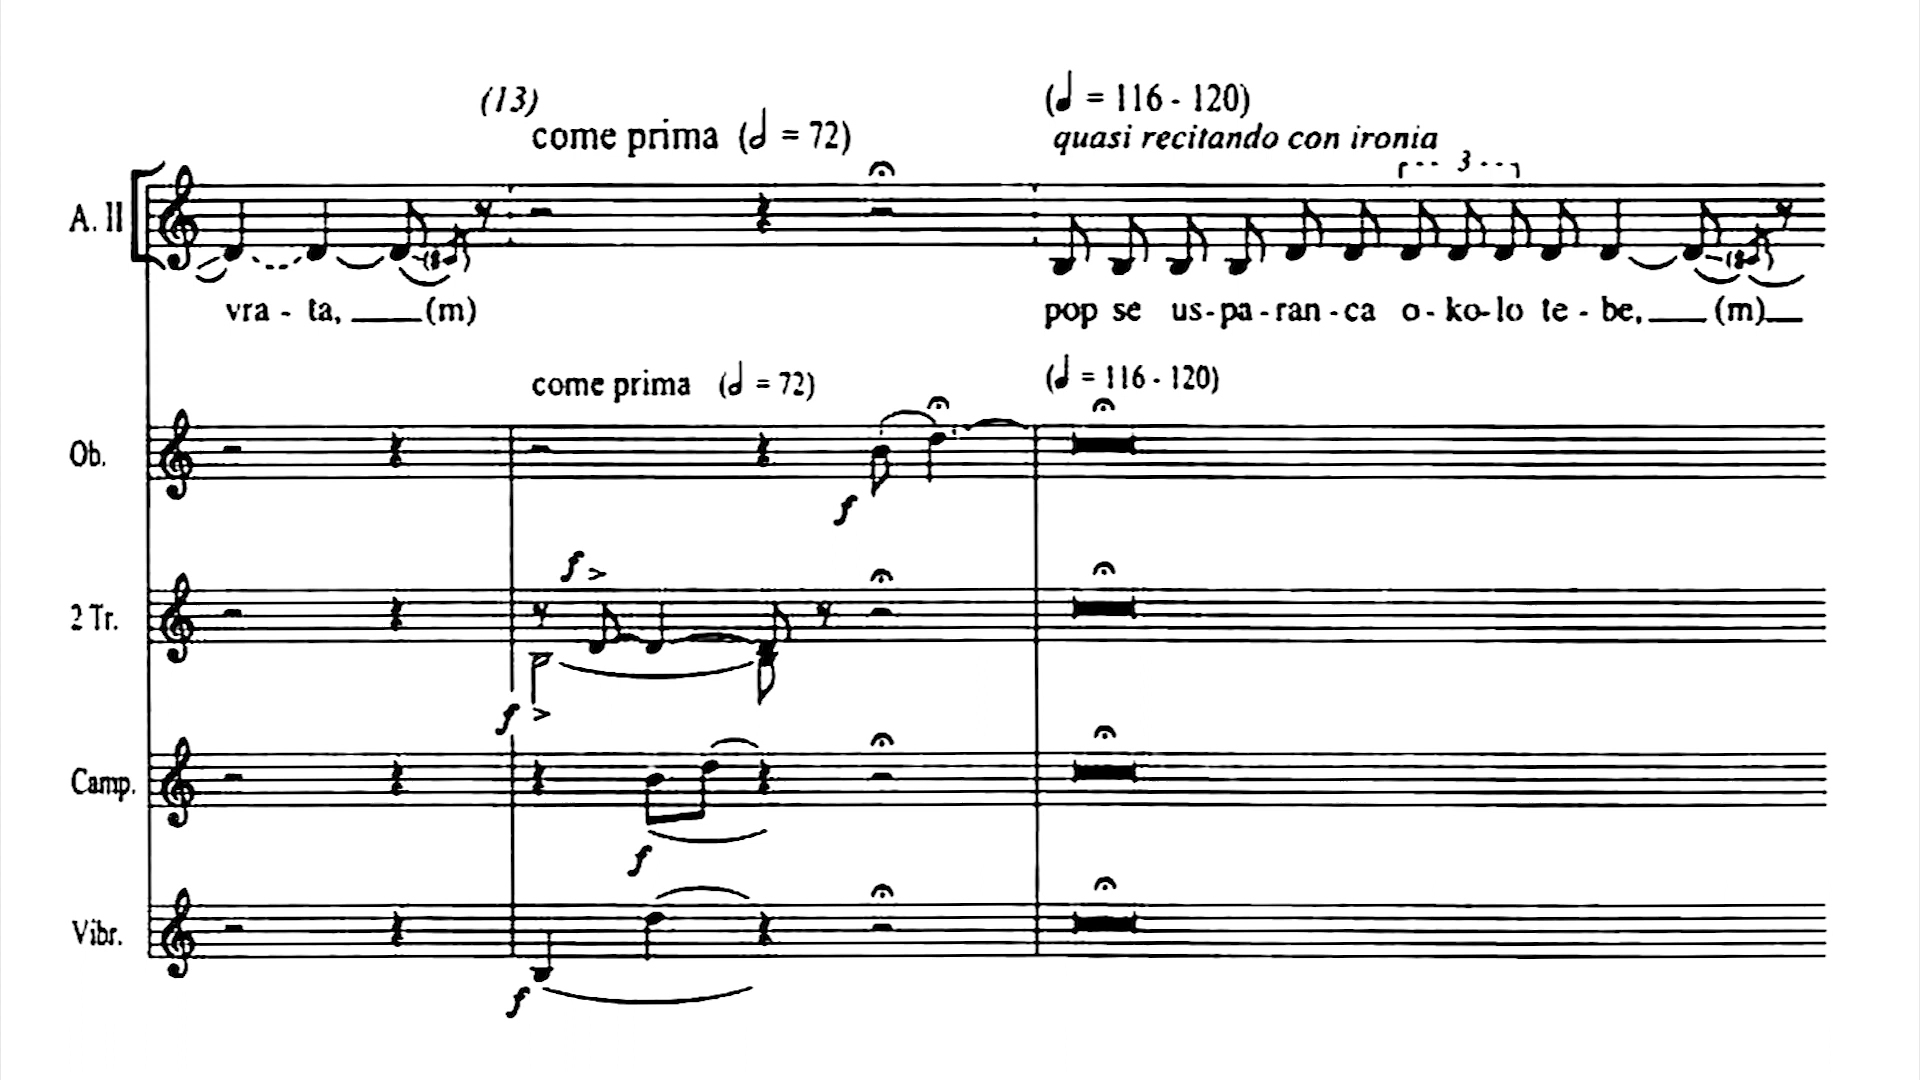 (13)
come prima (𝅗𝅥 = 72)
(♩ = 116 - 120)
quasi recitando con ironia
3
A. II
vra - ta, (m)
pop se us - pa - ran - ca o - ko - lo te - be, (m)
come prima (𝅗𝅥 = 72)
(♩ = 116 - 120)
Ob.
f
f
2 Tr.
f
Camp.
f
Vibr.
f